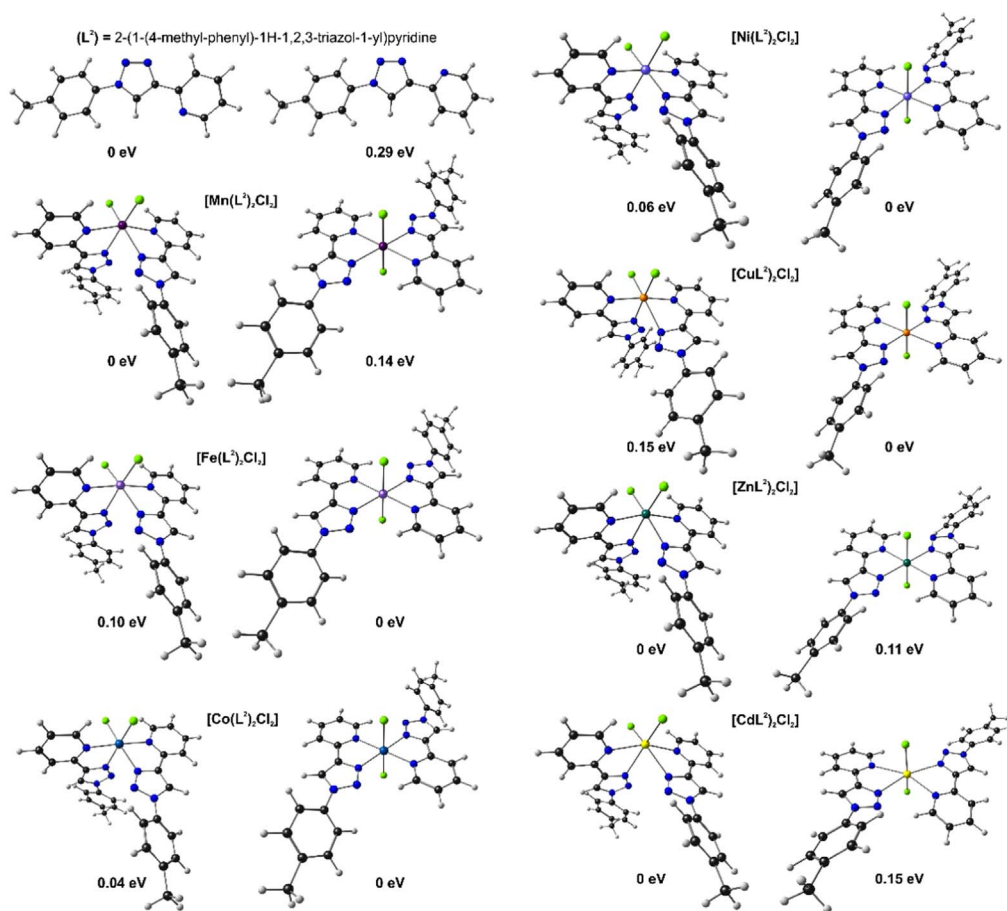 (L²) = 2-(1-(4-methyl-phenyl)-1H-1,2,3-triazol-1-yl)pyridine
0 eV
0.29 eV
[Mn(L²)₂Cl₂]
0 eV
0.14 eV
[Fe(L²)₂Cl₂]
0.10 eV
0 eV
[Co(L²)₂Cl₂]
0.04 eV
0 eV
[Ni(L²)₂Cl₂]
0.06 eV
0 eV
[CuL²)₂Cl₂]
0.15 eV
0 eV
[ZnL²)₂Cl₂]
0 eV
0.11 eV
[CdL²)₂Cl₂]
0 eV
0.15 eV